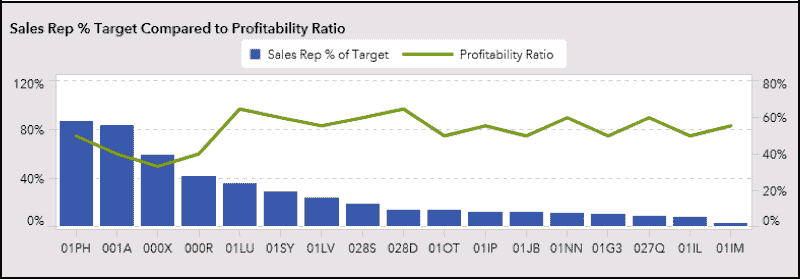 Sales Rep % Target Compared to Profitability Ratio
Sales Rep % of Target Profitability Ratio
120% 80%
80% 60%
40% 40%
0% 20%
0%
01PH 001A 000X 000R 01LU 01SY 01LV 028S 028D 01OT 01IP 01JB 01NN 01G3 027Q 01IL 01IM